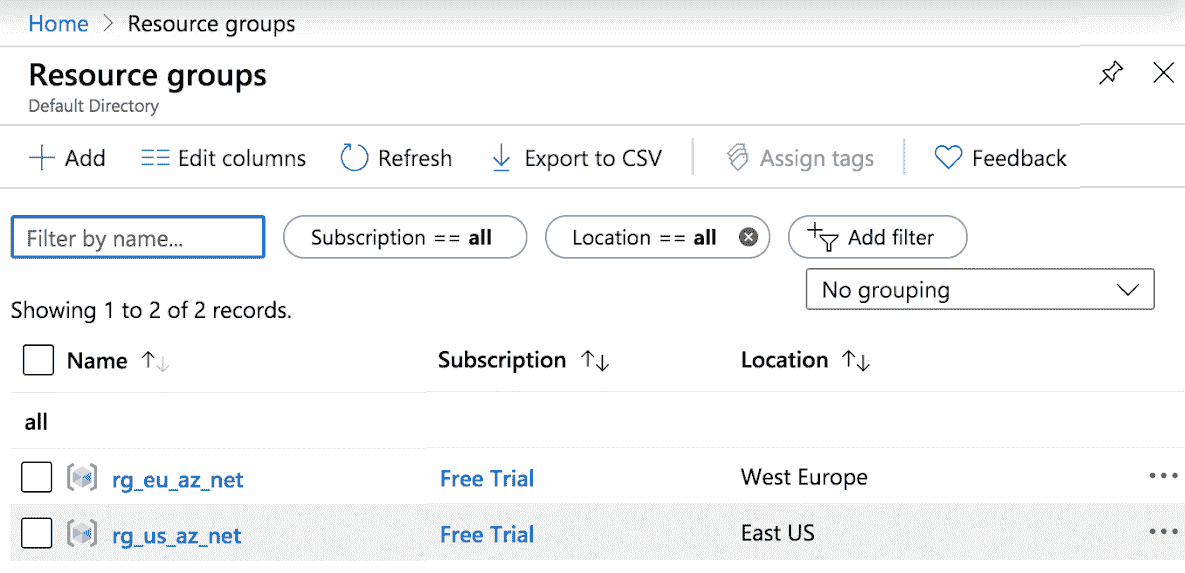 Home > Resource groups
Resource groups
Default Directory
Add Edit columns Refresh Export to CSV Assign tags Feedback
Filter by name... Subscription == all Location == all Add filter
No grouping
Showing 1 to 2 of 2 records.
Name Subscription Location
all
rg_eu_az_net Free Trial West Europe
rg_us_az_net Free Trial East US